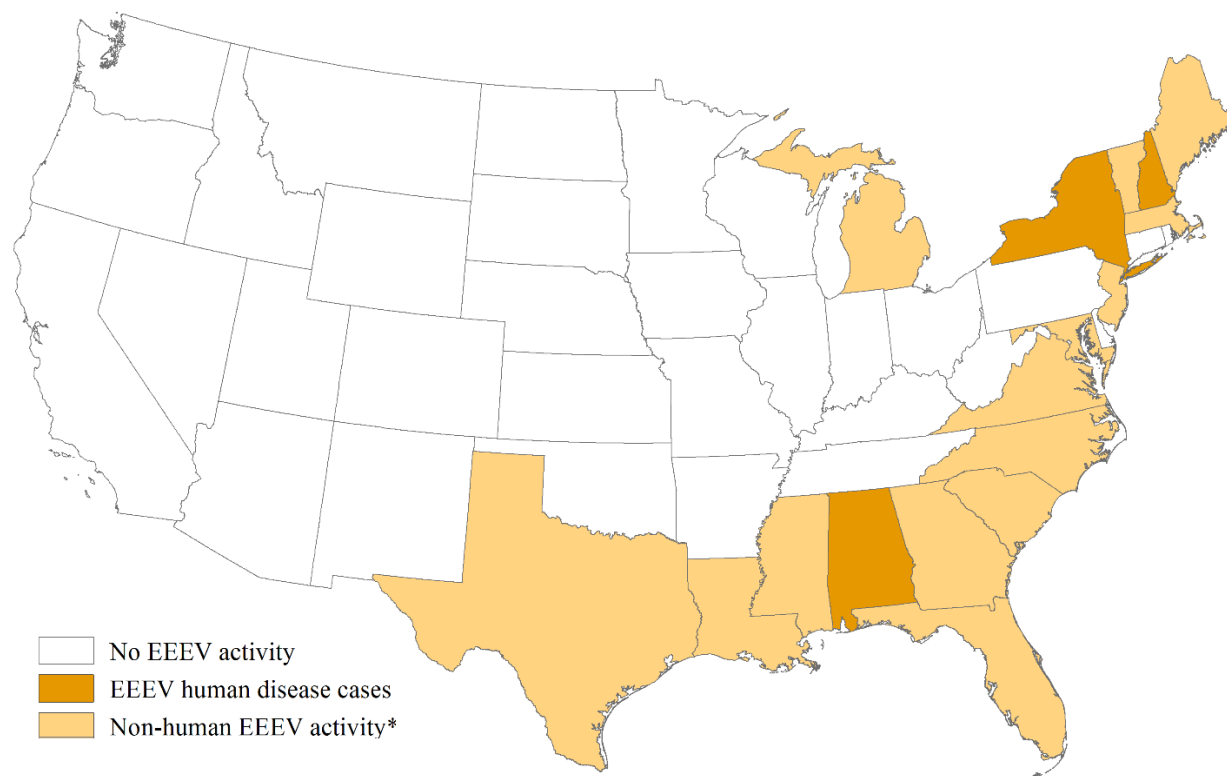 No EEEV activity
EEEV human disease cases
Non-human EEEV activity*